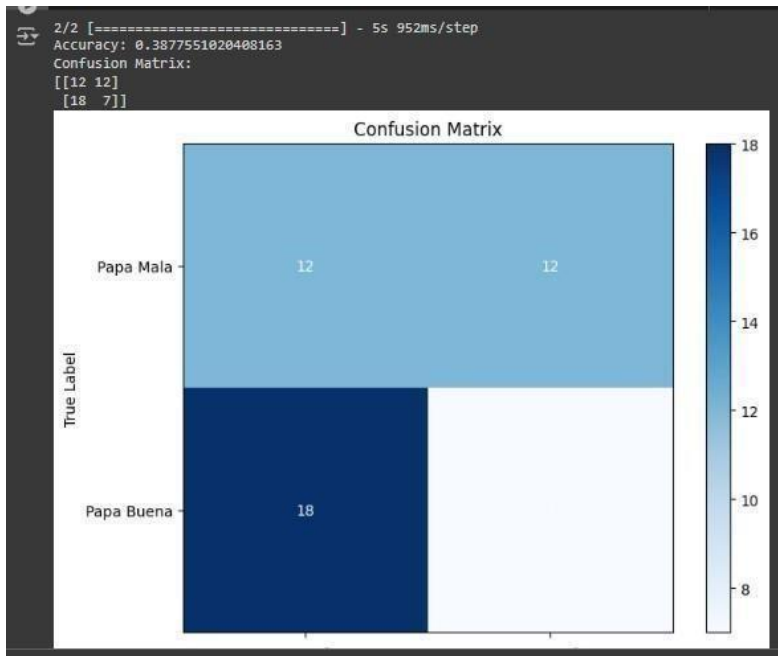 2/2 [==============================] - 5s 952ms/step
Accuracy: 0.3877551020408163
Confusion Matrix:
[[12 12]
 [18  7]]
Confusion Matrix
18
16
14
12
10
8
Papa Mala
12 12
True Label
Papa Buena
18